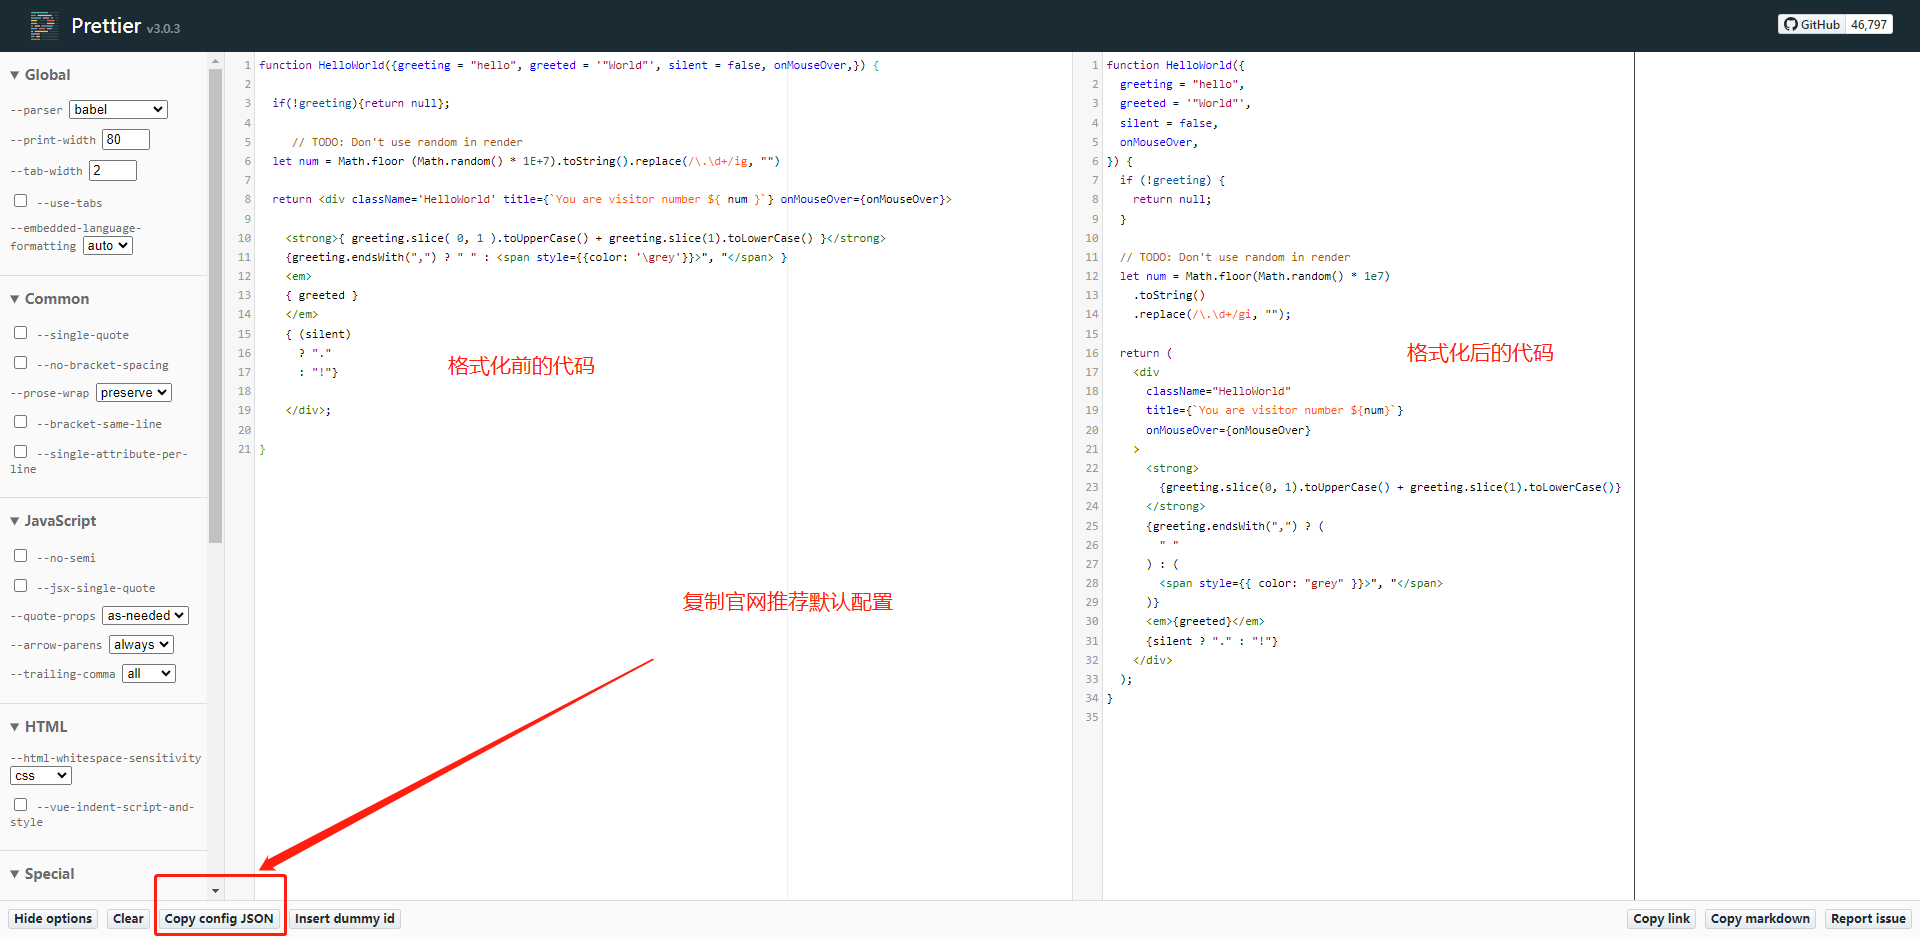 Prettier v3.0.3
GitHub 46,797
▼ Global
--parser babel
--print-width 80
--tab-width 2
--use-tabs
--embedded-language-
formatting auto
▼ Common
--single-quote
--no-bracket-spacing
--prose-wrap preserve
--bracket-same-line
--single-attribute-per-
line
▼ JavaScript
--no-semi
--jsx-single-quote
--quote-props as-needed
--arrow-parens always
--trailing-comma all
▼ HTML
--html-whitespace-sensitivity
css
--vue-indent-script-and-
style
▼ Special
1 function HelloWorld({greeting = "hello", greeted = '"World"', silent = false, onMouseOver,}) {
2
3   if(!greeting){return null};
4
5      // TODO: Don't use random in render
6   let num = Math.floor (Math.random() * 1E+7).toString().replace(/\.\d+/ig, "")
7
8   return <div className='HelloWorld' title={`You are visitor number ${ num }`} onMouseOver={onMouseOver}>
9
10     <strong>{ greeting.slice( 0, 1 ).toUpperCase() + greeting.slice(1).toLowerCase() }</strong>
11     {greeting.endsWith(",") ? " " : <span style={{color: '\grey'}}>", "</span> }
12     <em>
13     { greeted }
14     </em>
15     { (silent)
16       ? "."
17       : "!"}
18
19     </div>;
20
21 }
格式化前的代码
复制官网推荐默认配置
1 function HelloWorld({
2   greeting = "hello",
3   greeted = '"World"',
4   silent = false,
5   onMouseOver,
6 }) {
7   if (!greeting) {
8     return null;
9   }
10
11   // TODO: Don't use random in render
12   let num = Math.floor(Math.random() * 1e7)
13     .toString()
14     .replace(/\.\d+/gi, "");
15
16   return (
17     <div
18       className="HelloWorld"
19       title={`You are visitor number ${num}`}
20       onMouseOver={onMouseOver}
21     >
22       <strong>
23         {greeting.slice(0, 1).toUpperCase() + greeting.slice(1).toLowerCase()}
24       </strong>
25       {greeting.endsWith(",") ? (
26         " "
27       ) : (
28         <span style={{ color: "grey" }}>", "</span>
29       )}
30       <em>{greeted}</em>
31       {silent ? "." : "!"}
32     </div>
33   );
34 }
35
格式化后的代码
Hide options Clear Copy config JSON Insert dummy id Copy link Copy markdown Report issue